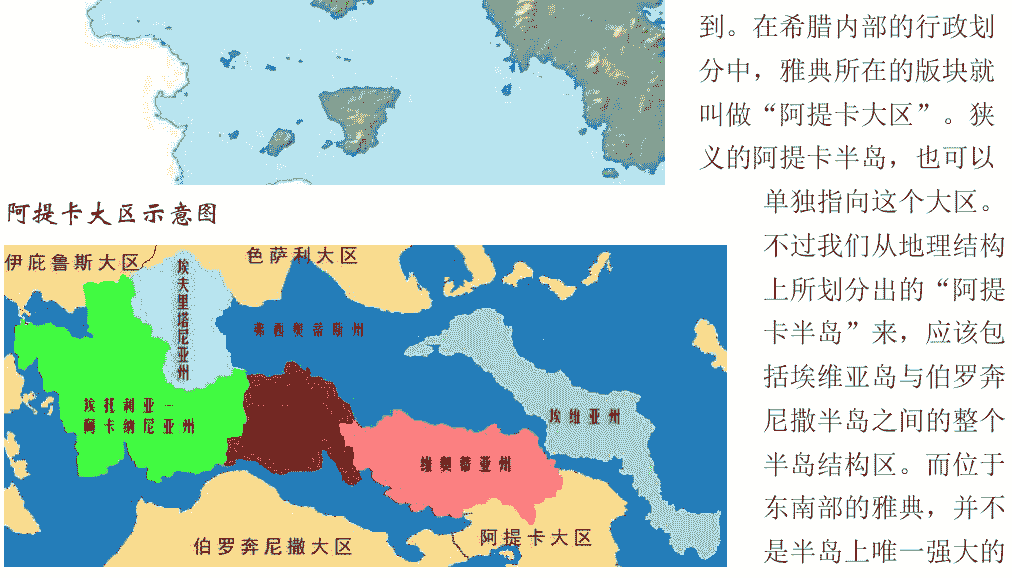 到。在希腊内部的行政划
分中，雅典所在的版块就
叫做“阿提卡大区”。狭
义的阿提卡半岛，也可以
单独指向这个大区。
不过我们从地理结构
上所划分出的“阿提
卡半岛”来，应该包
括埃维亚岛与伯罗奔
尼撒半岛之间的整个
半岛结构区。而位于
东南部的雅典，并不
是半岛上唯一强大的
阿提卡大区示意图
伊庇鲁斯大区
埃夫里塔尼亚州
色萨利大区
弗西奥蒂斯州
埃托利亚—
阿卡纳尼亚州
维奥蒂亚州
埃维亚州
伯罗奔尼撒大区
阿提卡大区